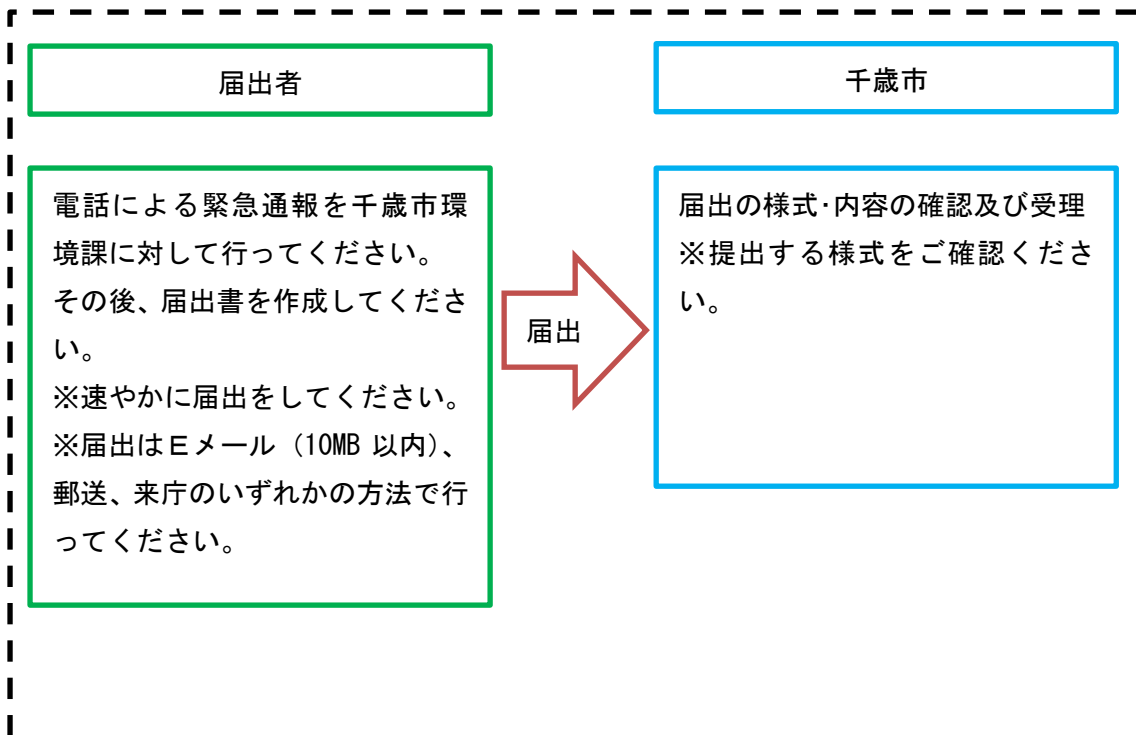 届出者
千歳市
電話による緊急通報を千歳市環
境課に対して行ってください。
その後、届出書を作成してくださ
い。
※速やかに届出をしてください。
※届出はＥメール（10MB 以内）、
郵送、来庁のいずれかの方法で行
ってください。
届出
届出の様式･内容の確認及び受理
※提出する様式をご確認くださ
い。